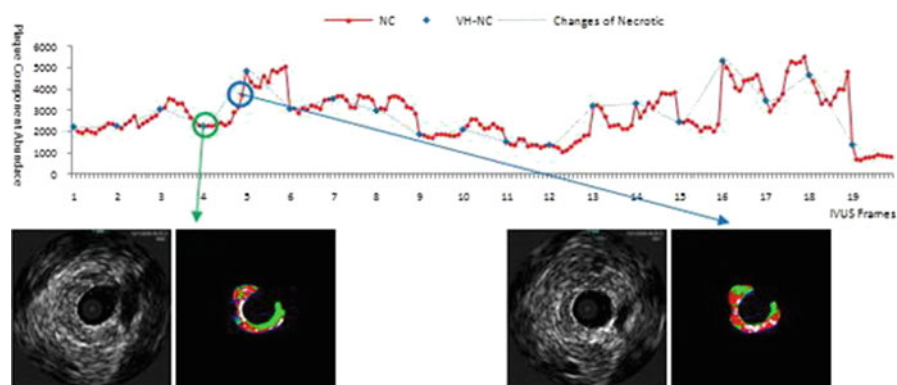 NC VH-NC Changes of Necrotic
Plaque Component Abundace
6000
5000
4000
3000
2000
1000
0
1 2 3 4 5 6 7 8 9 10 11 12 13 14 15 16 17 18 19
IVUS Frames